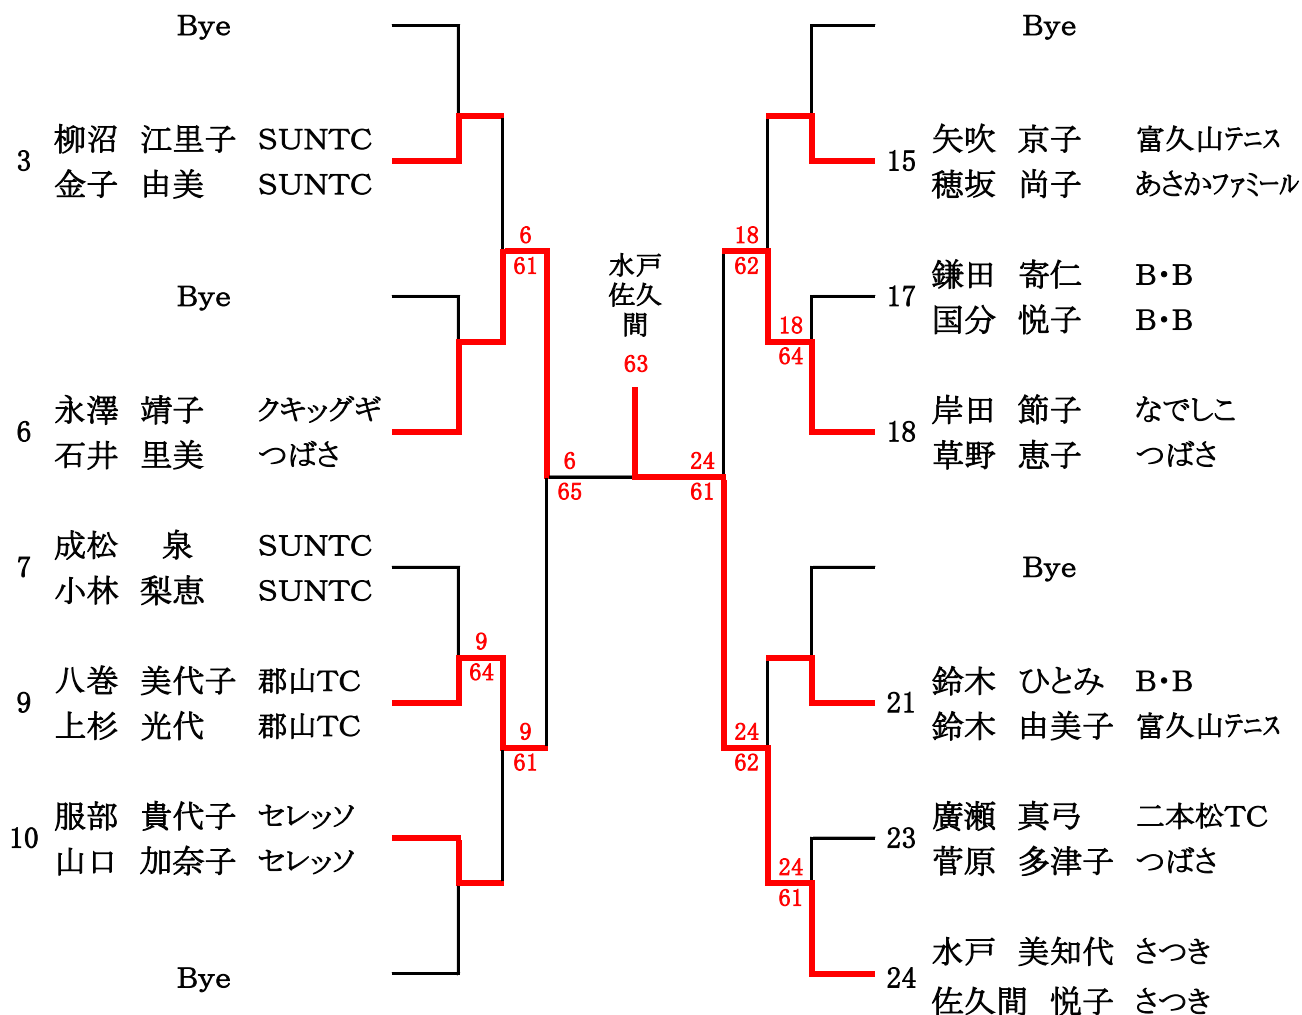 Bye
3
柳沼 江里子 SUNTC
金子 由美 SUNTC
6
61
Bye
6
永澤 靖子 クキッグギ
石井 里美 つばさ
6
65
7
成松 泉 SUNTC
小林 梨恵 SUNTC
9
64
9
八巻 美代子 郡山TC
上杉 光代 郡山TC
9
61
10
服部 貴代子 セレッソ
山口 加奈子 セレッソ
Bye
水戸
佐久
間
63
Bye
15
矢吹 京子 富久山テニス
穂坂 尚子 あさかファミール
18
62
17
鎌田 寄仁 B・B
国分 悦子 B・B
18
64
18
岸田 節子 なでしこ
草野 恵子 つばさ
24
61
Bye
21
鈴木 ひとみ B・B
鈴木 由美子 富久山テニス
24
62
23
廣瀬 真弓 二本松TC
菅原 多津子 つばさ
24
61
24
水戸 美知代 さつき
佐久間 悦子 さつき